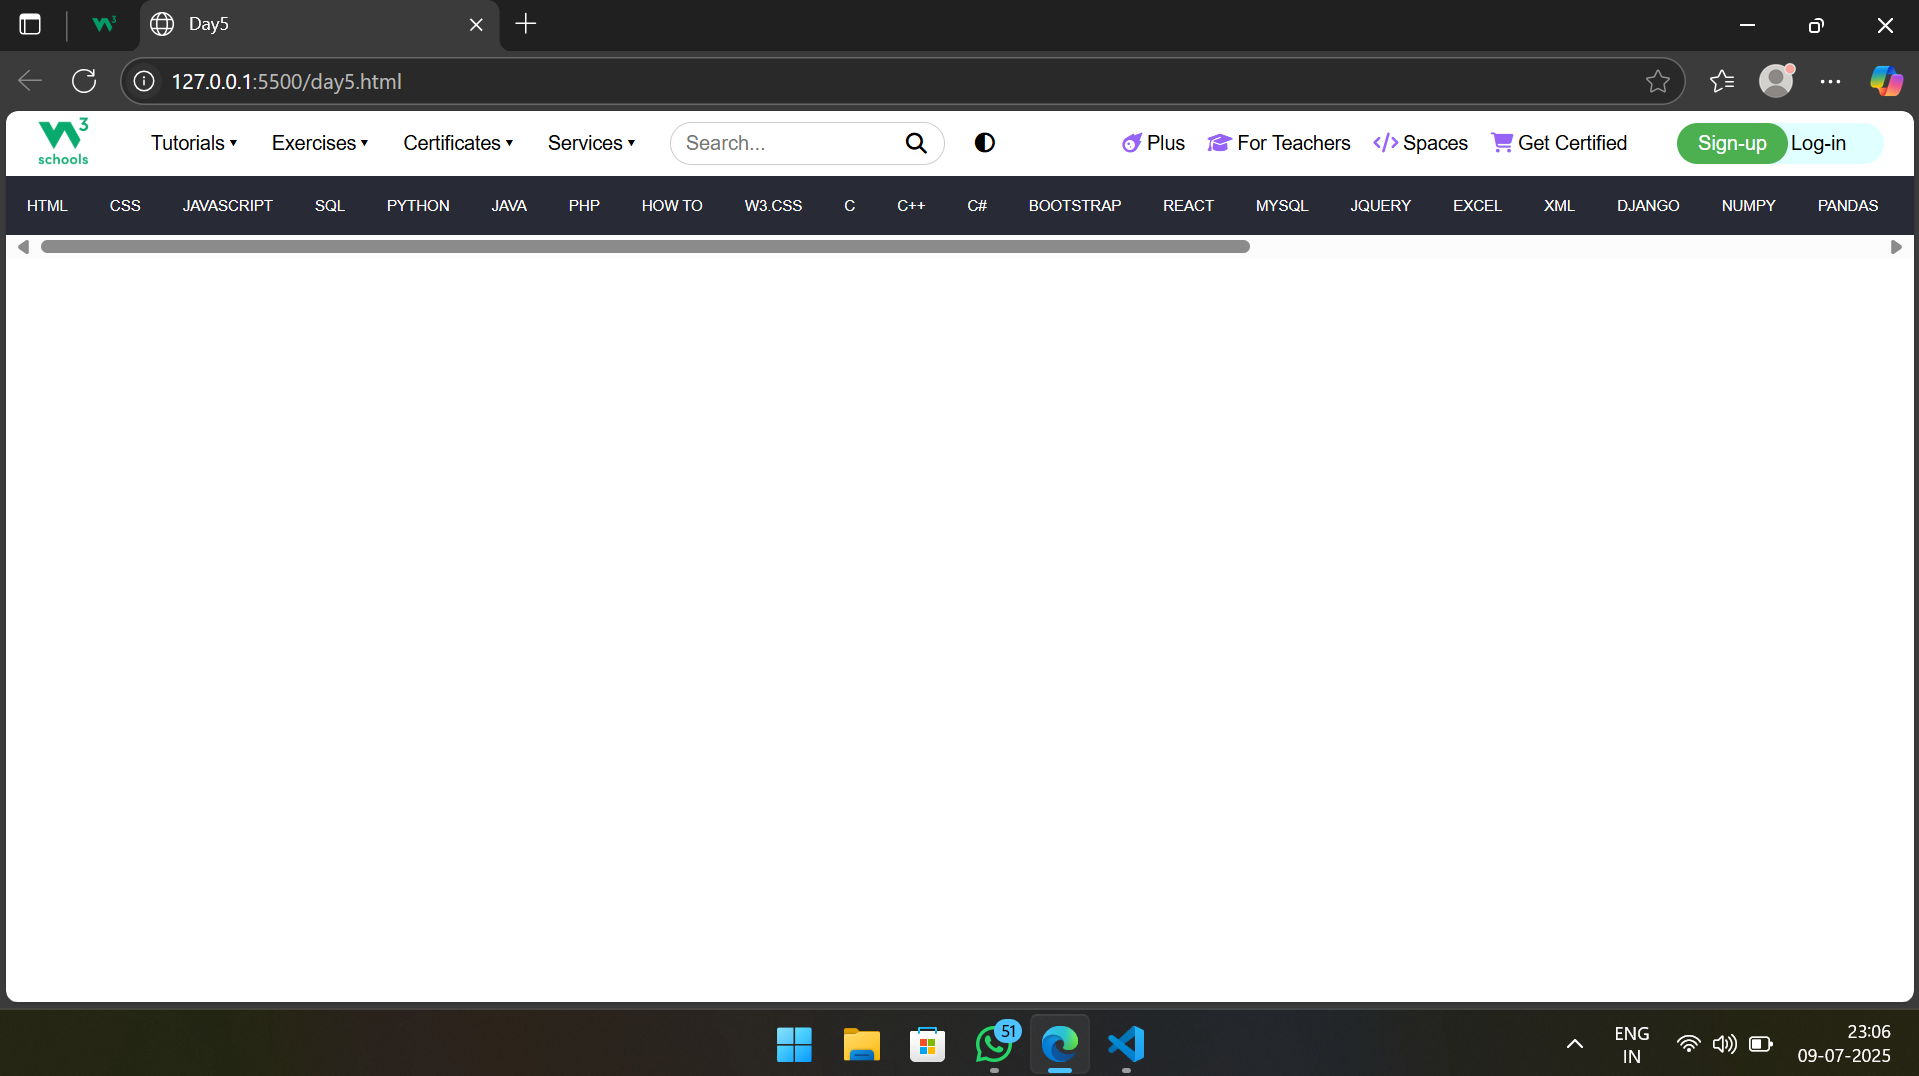 Day5
127.0.0.1:5500/day5.html
W3 schools Tutorials▾ Exercises▾ Certificates▾ Services▾ Search... Plus For Teachers </> Spaces Get Certified Sign-up Log-in
HTML CSS JAVASCRIPT SQL PYTHON JAVA PHP HOW TO W3.CSS C C++ C# BOOTSTRAP REACT MYSQL JQUERY EXCEL XML DJANGO NUMPY PANDAS
51
ENG
IN
23:06
09-07-2025